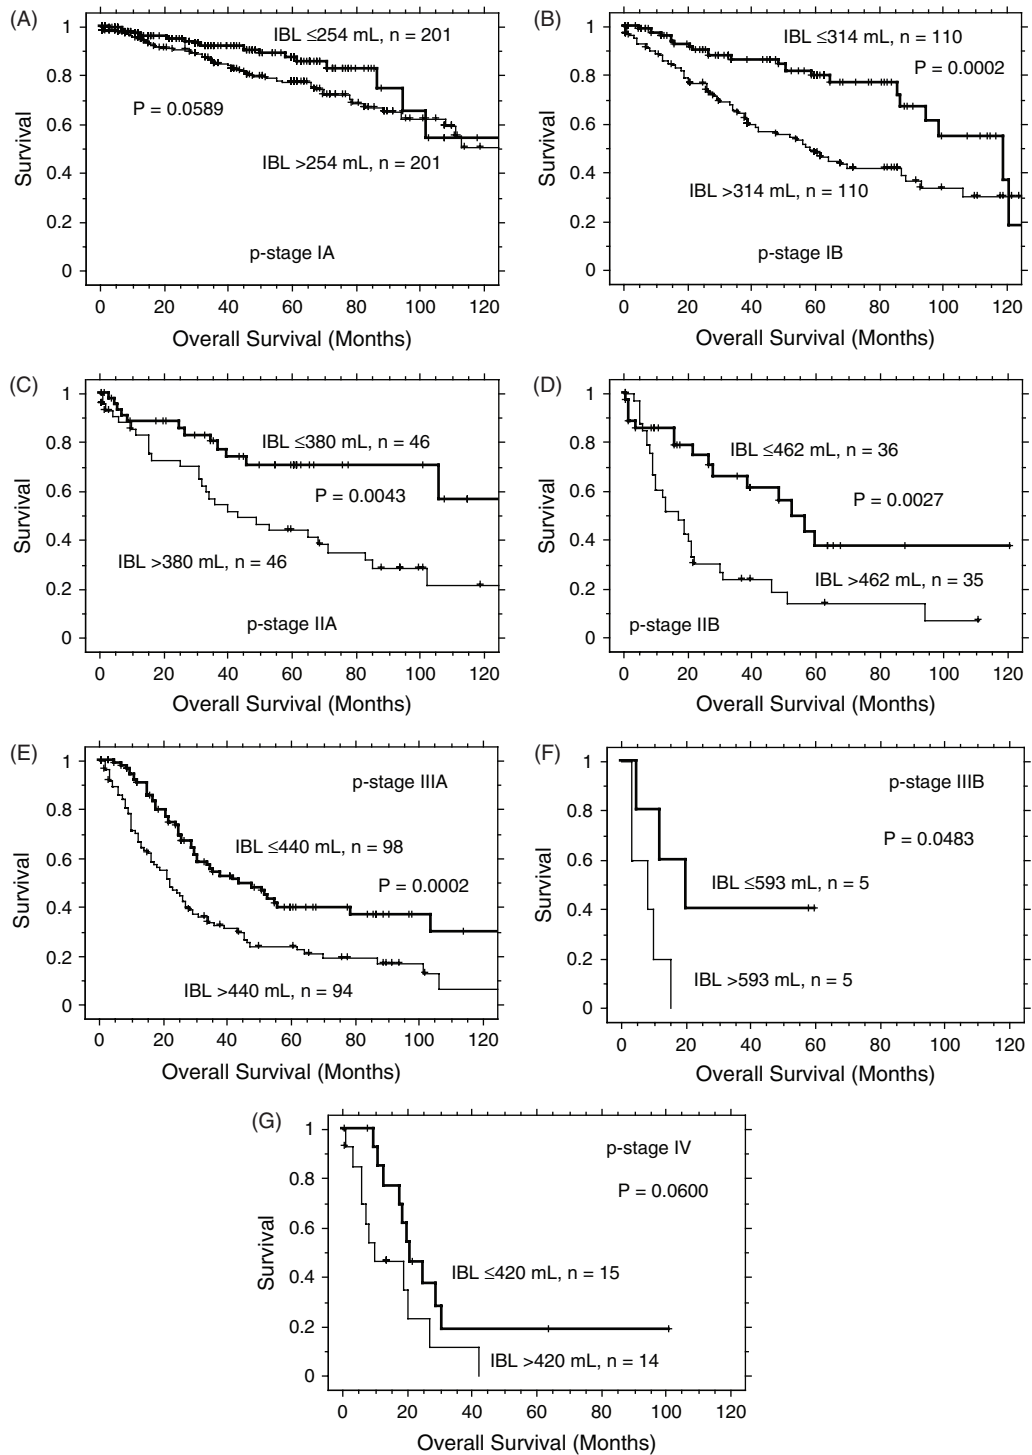 (A)
1
0.8
0.6
0.4
0.2
0
Survival
IBL ≤254 mL, n = 201
P = 0.0589
IBL >254 mL, n = 201
p-stage IA
0 20 40 60 80 100 120
Overall Survival (Months)
(B)
1
0.8
0.6
0.4
0.2
0
Survival
IBL ≤314 mL, n = 110
P = 0.0002
IBL >314 mL, n = 110
p-stage IB
0 20 40 60 80 100 120
Overall Survival (Months)
(C)
1
0.8
0.6
0.4
0.2
0
Survival
IBL ≤380 mL, n = 46
P = 0.0043
IBL >380 mL, n = 46
p-stage IIA
0 20 40 60 80 100 120
Overall Survival (Months)
(D)
1
0.8
0.6
0.4
0.2
0
Survival
IBL ≤462 mL, n = 36
P = 0.0027
IBL >462 mL, n = 35
p-stage IIB
0 20 40 60 80 100 120
Overall Survival (Months)
(E)
1
0.8
0.6
0.4
0.2
0
Survival
p-stage IIIA
IBL ≤440 mL, n = 98
P = 0.0002
IBL >440 mL, n = 94
0 20 40 60 80 100 120
Overall Survival (Months)
(F)
1
0.8
0.6
0.4
0.2
0
Survival
p-stage IIIB
P = 0.0483
IBL ≤593 mL, n = 5
IBL >593 mL, n = 5
0 20 40 60 80 100 120
Overall Survival (Months)
(G)
1
0.8
0.6
0.4
0.2
0
Survival
p-stage IV
P = 0.0600
IBL ≤420 mL, n = 15
IBL >420 mL, n = 14
0 20 40 60 80 100 120
Overall Survival (Months)